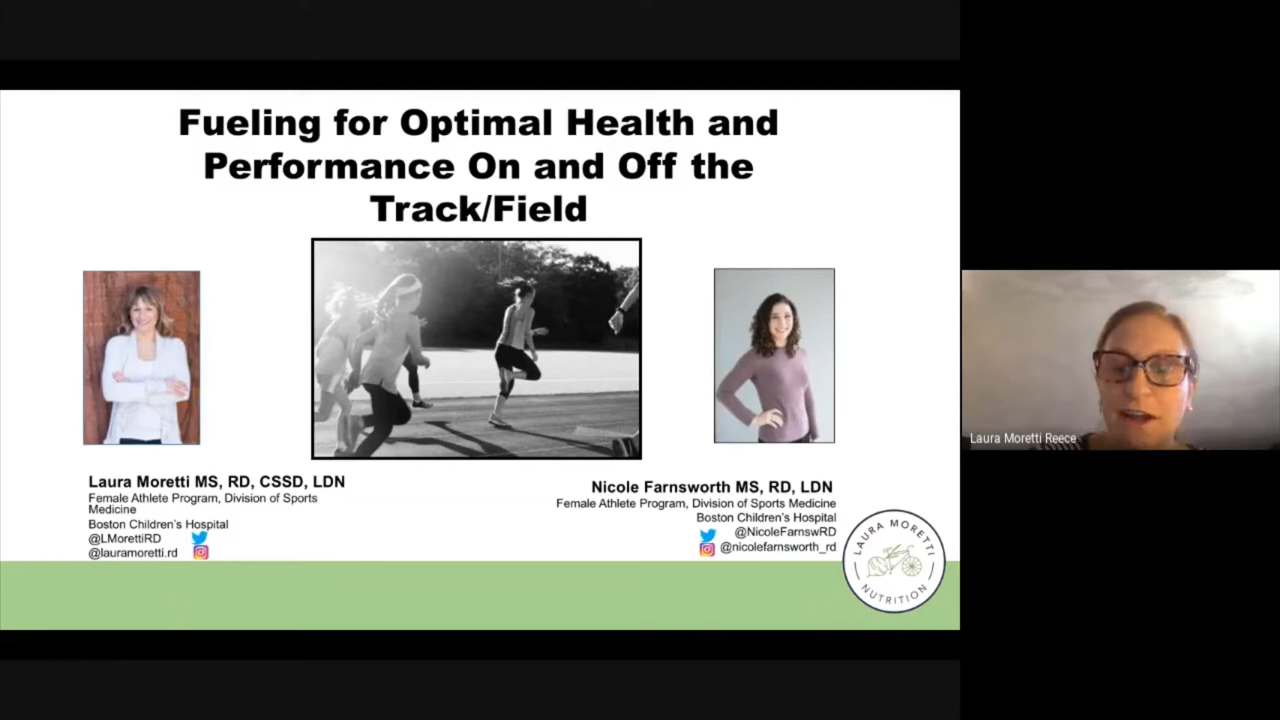 Fueling for Optimal Health and
Performance On and Off the
Track/Field
Laura Moretti MS, RD, CSSD, LDN
Female Athlete Program, Division of Sports
Medicine
Boston Children's Hospital
@LMorettiRD
@lauramoretti.rd
Nicole Farnsworth MS, RD, LDN
Female Athlete Program, Division of Sports Medicine
Boston Children's Hospital
@NicoleFarnswRD
@nicolefarnsworth_rd
LAURA MORETTI
NUTRITION
Laura Moretti Reece